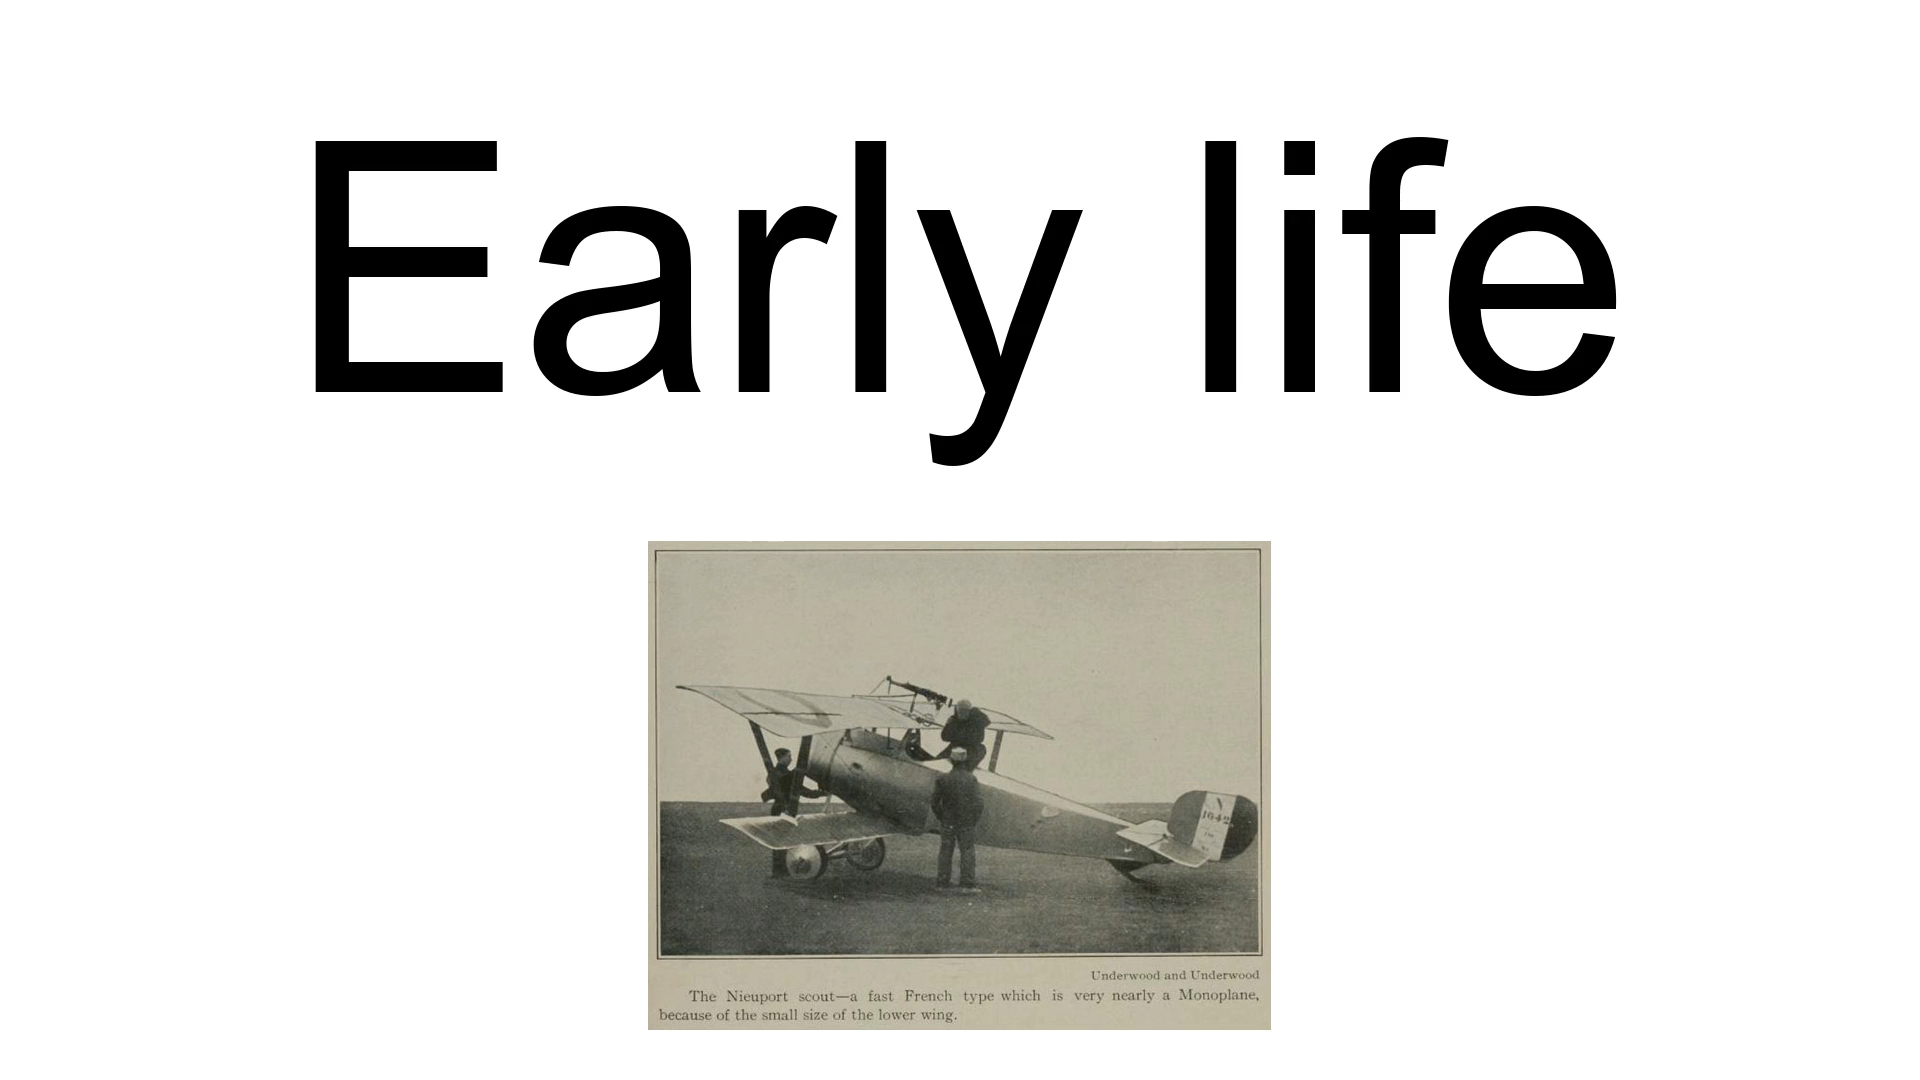 Early life
1642
Underwood and Underwood
The Nieuport scout—a fast French type which is very nearly a Monoplane,
because of the small size of the lower wing.